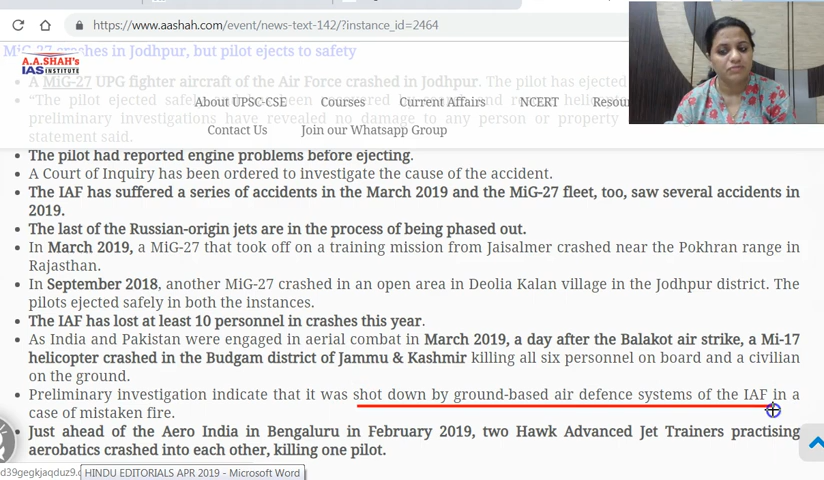 https://www.aashah.com/event/news-text-142/?instance_id=2464
MiG-27 crashes in Jodhpur, but pilot ejects to safety
A.A.SHAH'S
IAS INSTITUTE
A MiG-27 UPG fighter aircraft of the Air Force crashed in Jodhpur. The pilot has ejected
About UPSC-CSE Courses Current Affairs NCERT Resou
"The pilot ejected safely
preliminary investigations have revealed no damage to any person or property
Contact Us Join our Whatsapp Group
statement said.
The pilot had reported engine problems before ejecting.
A Court of Inquiry has been ordered to investigate the cause of the accident.
The IAF has suffered a series of accidents in the March 2019 and the MiG-27 fleet, too, saw several accidents in
2019.
The last of the Russian-origin jets are in the process of being phased out.
In March 2019, a MiG-27 that took off on a training mission from Jaisalmer crashed near the Pokhran range in
Rajasthan.
In September 2018, another MiG-27 crashed in an open area in Deolia Kalan village in the Jodhpur district. The
pilots ejected safely in both the instances.
The IAF has lost at least 10 personnel in crashes this year.
As India and Pakistan were engaged in aerial combat in March 2019, a day after the Balakot air strike, a Mi-17
helicopter crashed in the Budgam district of Jammu & Kashmir killing all six personnel on board and a civilian
on the ground.
Preliminary investigation indicate that it was shot down by ground-based air defence systems of the IAF in a
case of mistaken fire.
Just ahead of the Aero India in Bengaluru in February 2019, two Hawk Advanced Jet Trainers practising
aerobatics crashed into each other, killing one pilot.
d39gegkjaqduz9.c HINDU EDITORIALS APR 2019 - Microsoft Word